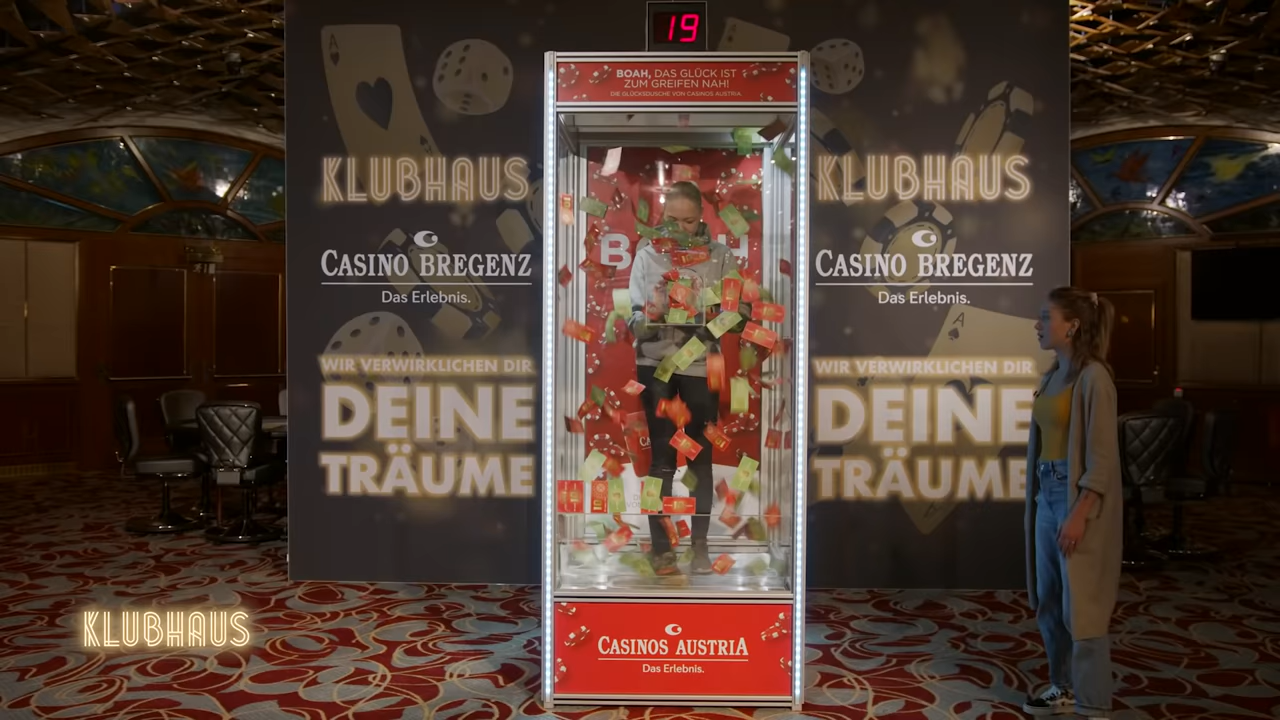 19
BOAH, DAS GLÜCK IST
ZUM GREIFEN NAH!
DIE GLÜCKSDUSCHE VON CASINOS AUSTRIA.
KLUBHAUS
CASINO BREGENZ
Das Erlebnis.
WIR VERWIRKLICHEN DIR
DEINE
TRÄUME
KLUBHAUS
CASINO BREGENZ
Das Erlebnis.
WIR VERWIRKLICHEN DIR
DEINE
TRÄUME
CASINOS AUSTRIA
Das Erlebnis.
KLUBHAUS